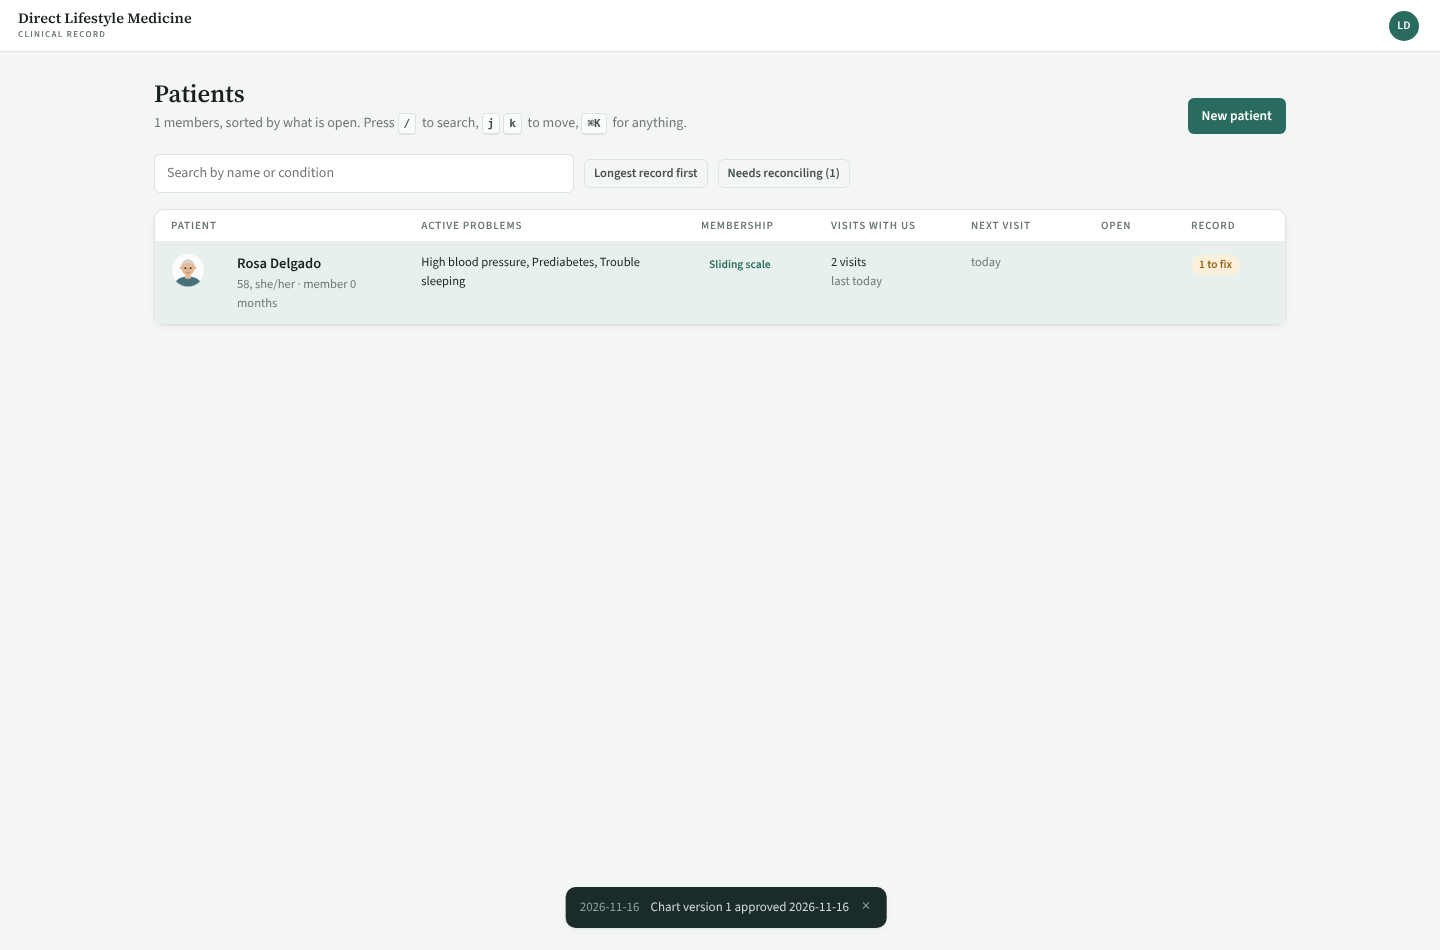 Direct Lifestyle Medicine
CLINICAL RECORD
LD
Patients
1 members, sorted by what is open. Press / to search, j k to move, ⌘K for anything.
New patient
Search by name or condition
Longest record first
Needs reconciling (1)
PATIENT ACTIVE PROBLEMS MEMBERSHIP VISITS WITH US NEXT VISIT OPEN RECORD
Rosa Delgado
58, she/her · member 0
months
High blood pressure, Prediabetes, Trouble
sleeping
Sliding scale
2 visits
last today
today
1 to fix
2026-11-16 Chart version 1 approved 2026-11-16 ×